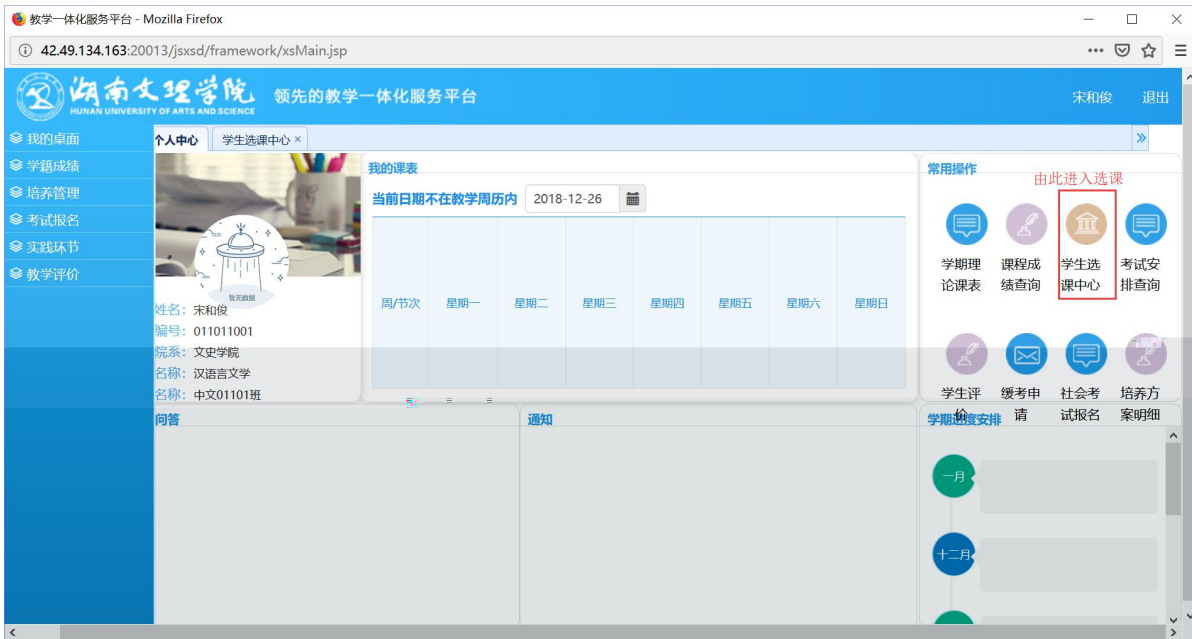 教学一体化服务平台 - Mozilla Firefox
42.49.134.163:20013/jsxsd/framework/xsMain.jsp
湖南文理学院
HUNAN UNIVERSITY OF ARTS AND SCIENCE
领先的教学一体化服务平台
宋和俊 退出
我的桌面
学籍成绩
培养管理
考试报名
实践环节
教学评价
个人中心 学生选课中心 ×
暂无数据
姓名：宋和俊
编号：011011001
院系：文史学院
名称：汉语言文学
名称：中文01101班
我的课表
当前日期不在教学周历内 2018-12-26
周/节次 星期一 星期二 星期三 星期四 星期五 星期六 星期日
常用操作
由此进入选课
学期理论课表
课程成绩查询
学生选课中心
考试安排查询
学生评价
缓考申请
社会考试报名
培养方案明细
问答
通知
学期进度安排
一月
十二月